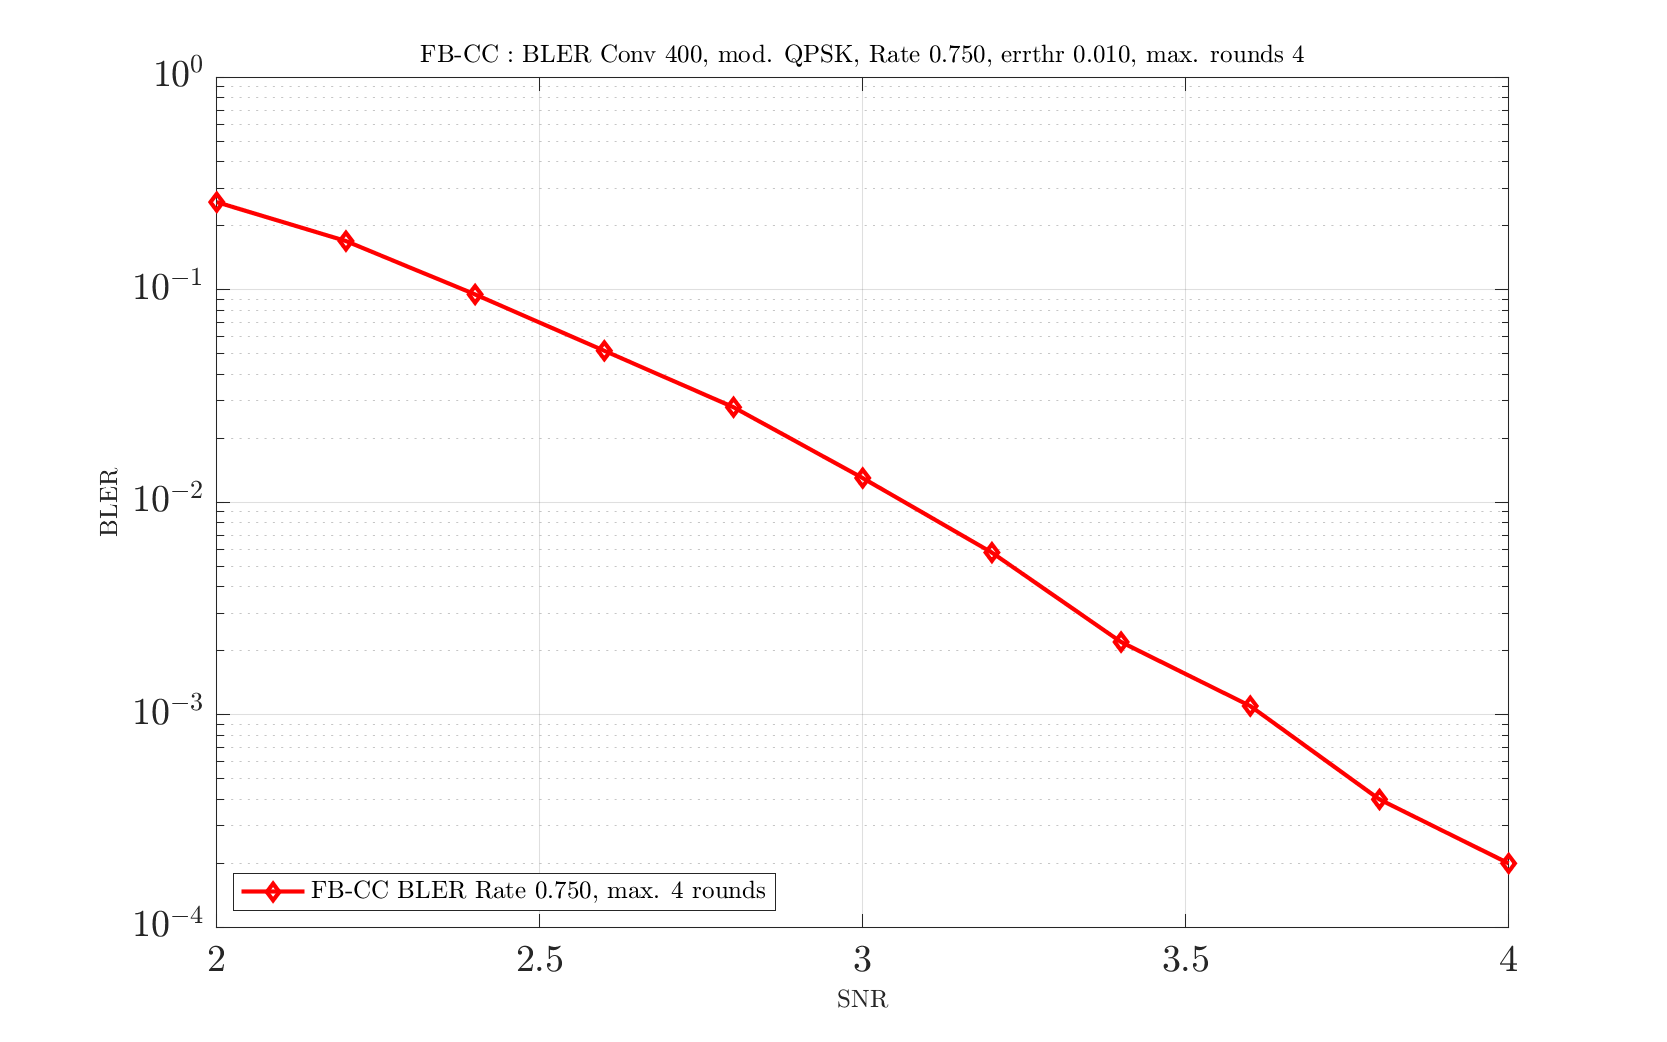 FB-CC : BLER Conv 400, mod. QPSK, Rate 0.750, errthr 0.010, max. rounds 4
10^0
10^-1
10^-2
10^-3
10^-4
BLER
FB-CC BLER Rate 0.750, max. 4 rounds
2 2.5 3 3.5 4
SNR